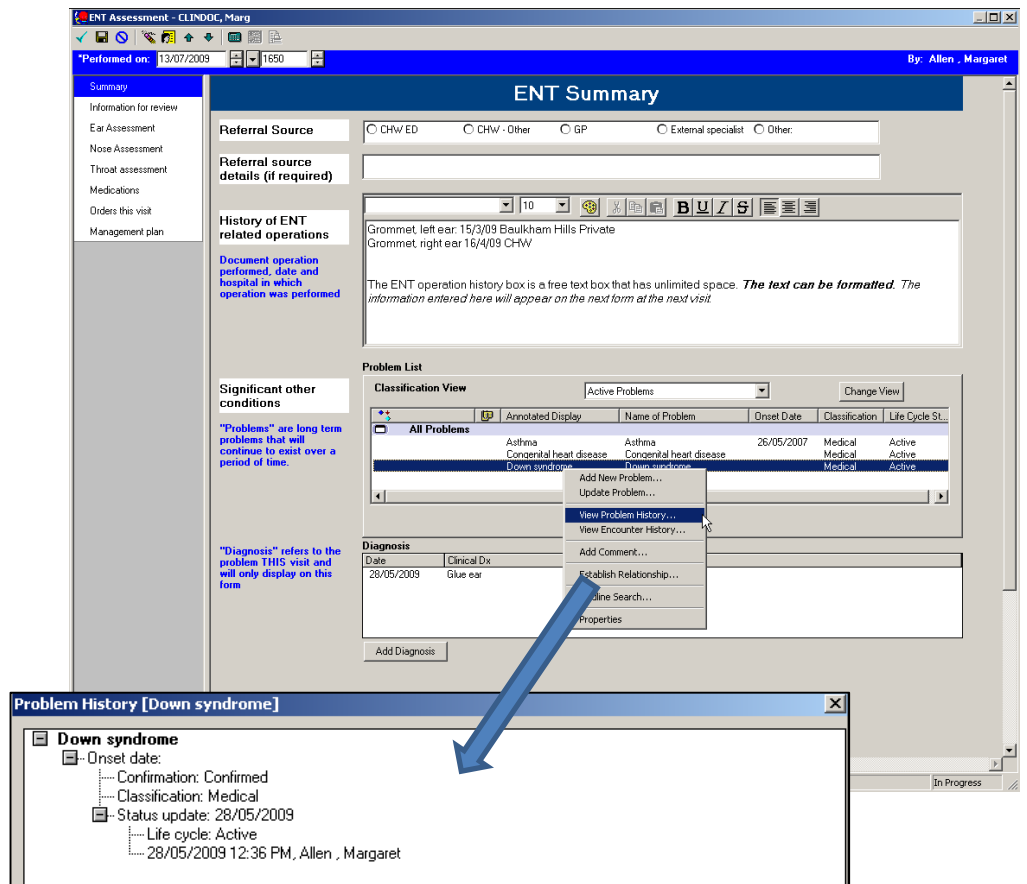 ENT Assessment - CLINDOC, Marg
*Performed on: 13/07/2009 1650 By: Allen , Margaret
Summary
Information for review
Ear Assessment
Nose Assessment
Throat assessment
Medications
Orders this visit
Management plan
ENT Summary
Referral Source
CHW ED CHW - Other GP External specialist Other:
Referral source
details (if required)
10 B U I S
History of ENT
related operations
Document operation
performed, date and
hospital in which
operation was performed
Grommet, left ear: 15/3/09 Baulkham Hills Private
Grommet, right ear 16/4/09 CHW
The ENT operation history box is a free text box that has unlimited space. The text can be formatted. The
information entered here will appear on the next form at the next visit.
Problem List
Significant other
conditions
"Problems" are long term
problems that will
continue to exist over a
period of time.
Classification View Active Problems Change View
Annotated Display Name of Problem Onset Date Classification Life Cycle St...
All Problems
Asthma Asthma 26/05/2007 Medical Active
Congenital heart disease Congenital heart disease Medical Active
Down syndrome Down syndrome Medical Active
Add New Problem...
Update Problem...
View Problem History...
View Encounter History...
Add Comment...
Establish Relationship...
dline Search...
Properties
"Diagnosis" refers to the
problem THIS visit and
will only display on this
form
Diagnosis
Date Clinical Dx
28/05/2009 Glue ear
Add Diagnosis
In Progress
Problem History [Down syndrome]
Down syndrome
Onset date:
Confirmation: Confirmed
Classification: Medical
Status update: 28/05/2009
Life cycle: Active
28/05/2009 12:36 PM, Allen , Margaret